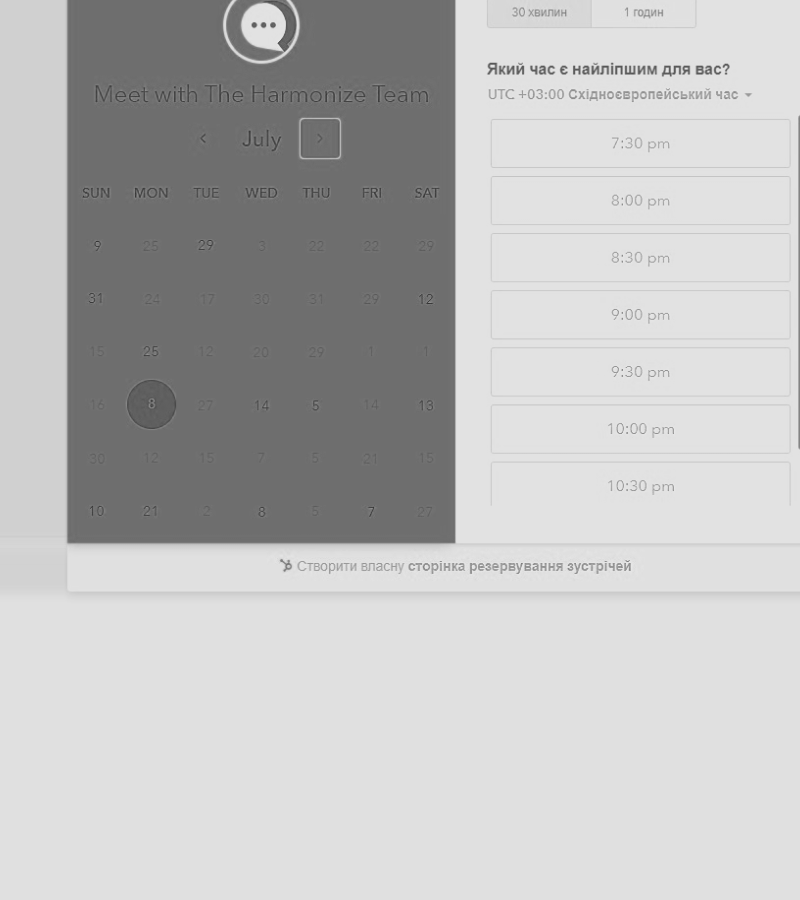 Meet with The Harmonize Team
July
SUN MON TUE WED THU FRI SAT
9 25 29 3 22 22 29
31 24 17 30 31 29 12
15 25 12 20 29 1 1
16 8 27 14 5 14 13
30 12 15 7 5 21 15
10 21 2 8 5 7 27
30 хвилин 1 годин
Який час є найліпшим для вас?
UTC +03:00 Східноєвропейський час
7:30 pm
8:00 pm
8:30 pm
9:00 pm
9:30 pm
10:00 pm
10:30 pm
Створити власну сторінка резервування зустрічей